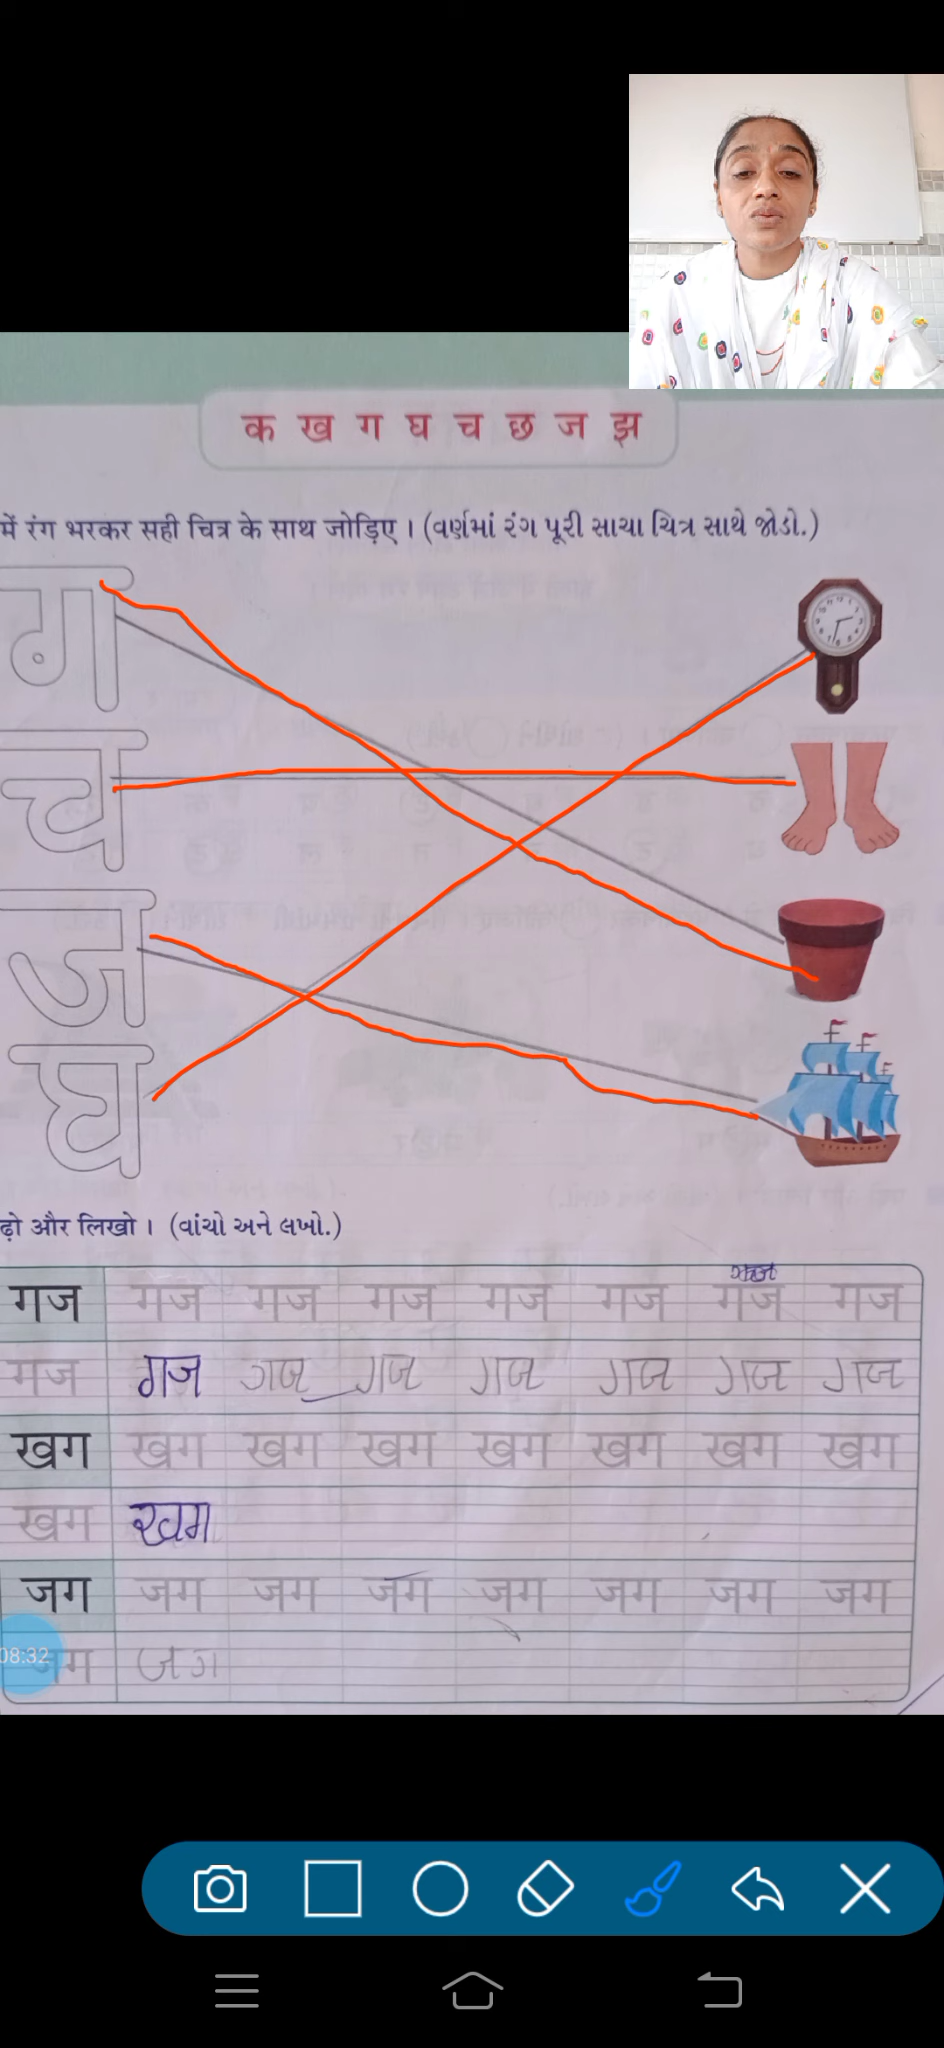 क ख ग घ च छ ज झ
में रंग भरकर सही चित्र के साथ जोड़िए । (વર્ણમાં રંગ પૂરી સાચા ચિત્ર સાથે જોડો.)
ग
च
ज
घ
ढ़ो और लिखो । (વાંચો અને લખો.)
गज गज गज गज गज गज गज गज
गज गज गज गज गज गज गज गज
खग खग खग खग खग खग खग खग
खग खग
जग जग जग जग जग जग जग जग
08:32
जग जग